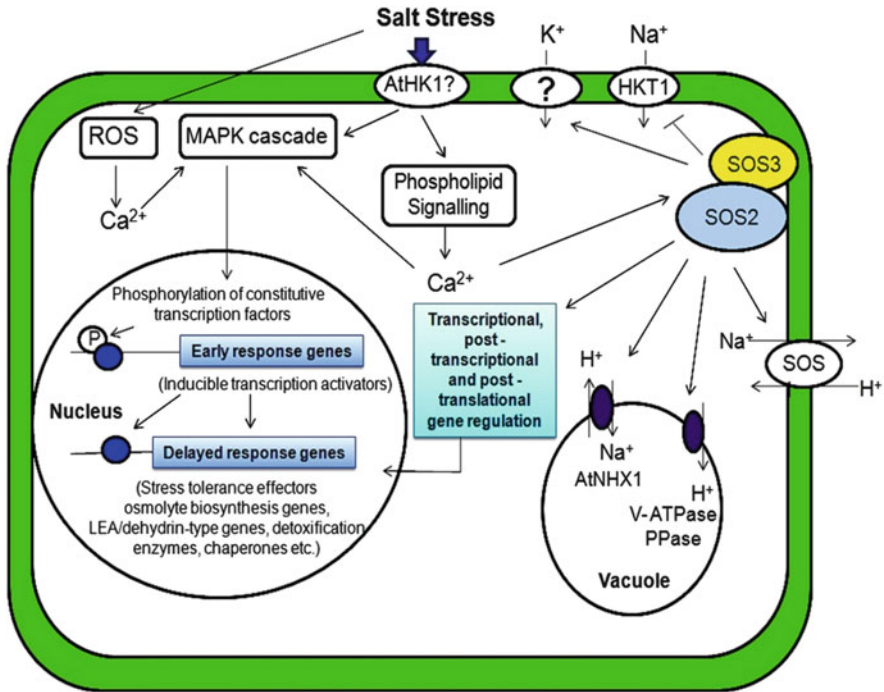 Salt Stress
K⁺
Na⁺
AtHK1?
?
HKT1
ROS
MAPK cascade
SOS3
Phospholipid
Signalling
SOS2
Ca²⁺
Ca²⁺
Phosphorylation of constitutive
transcription factors
P
Early response genes
(Inducible transcription activators)
Nucleus
Delayed response genes
(Stress tolerance effectors
osmolyte biosynthesis genes,
LEA/dehydrin-type genes, detoxification
enzymes, chaperones etc.)
Transcriptional,
post -
transcriptional
and post -
translational
gene regulation
H⁺
Na⁺
AtNHX1
H⁺
V-ATPase
PPase
Vacuole
Na⁺
SOS
H⁺